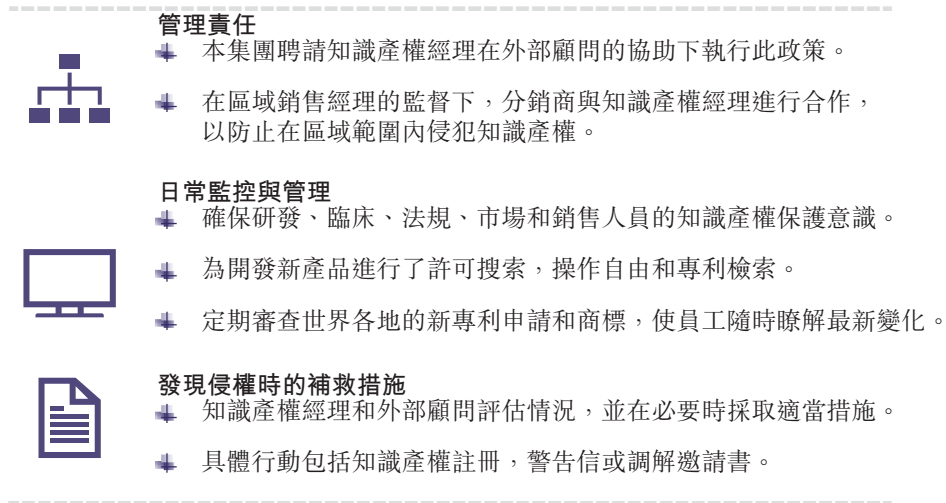 管理責任
本集團聘請知識產權經理在外部顧問的協助下執行此政策。
在區域銷售經理的監督下，分銷商與知識產權經理進行合作，
以防止在區域範圍內侵犯知識產權。
日常監控與管理
確保研發、臨床、法規、市場和銷售人員的知識產權保護意識。
為開發新產品進行了許可搜索，操作自由和專利檢索。
定期審查世界各地的新專利申請和商標，使員工隨時瞭解最新變化。
發現侵權時的補救措施
知識產權經理和外部顧問評估情況，並在必要時採取適當措施。
具體行動包括知識產權註冊，警告信或調解邀請書。